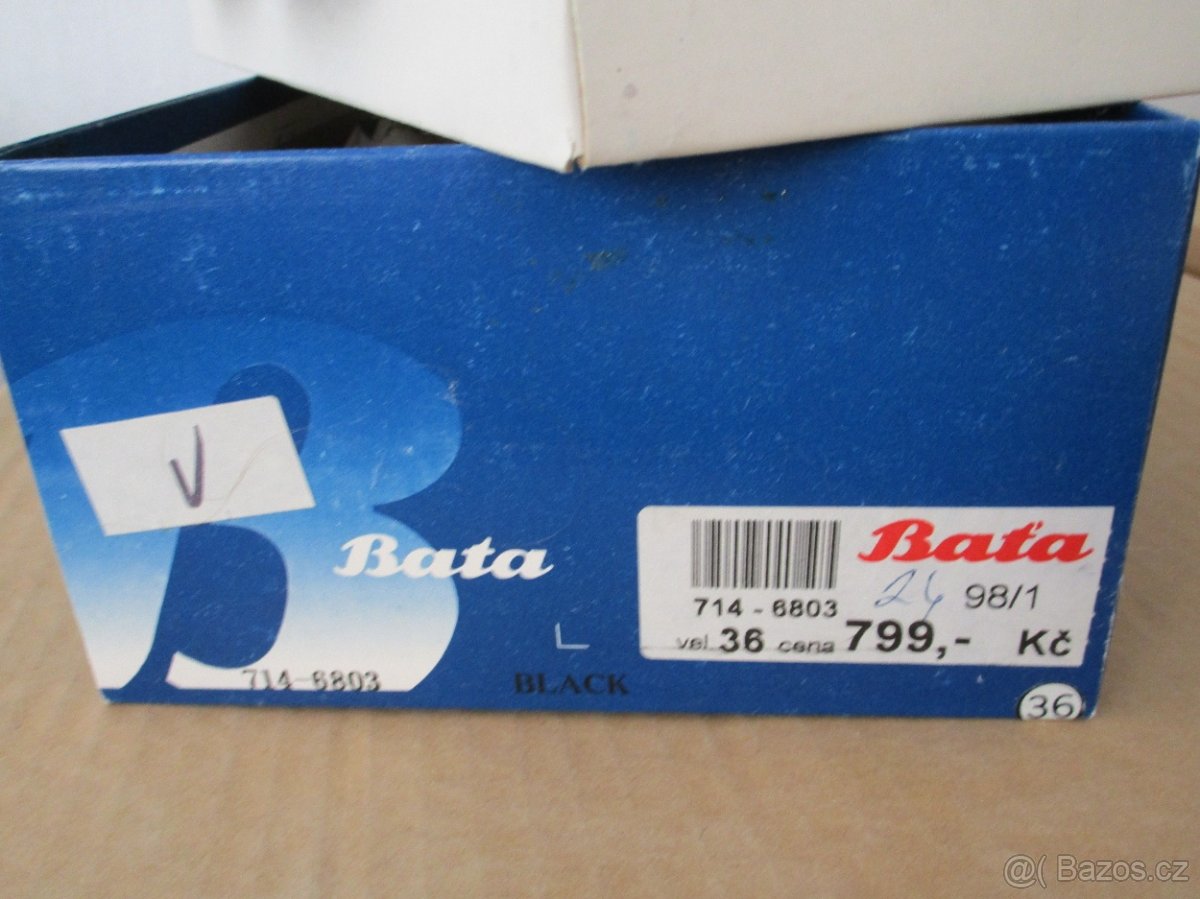 V
Bata
Baťa
714 - 6803
24 98/1
vel. 36 cena 799,- Kč
714-6803
BLACK
36
@( Bazos.cz